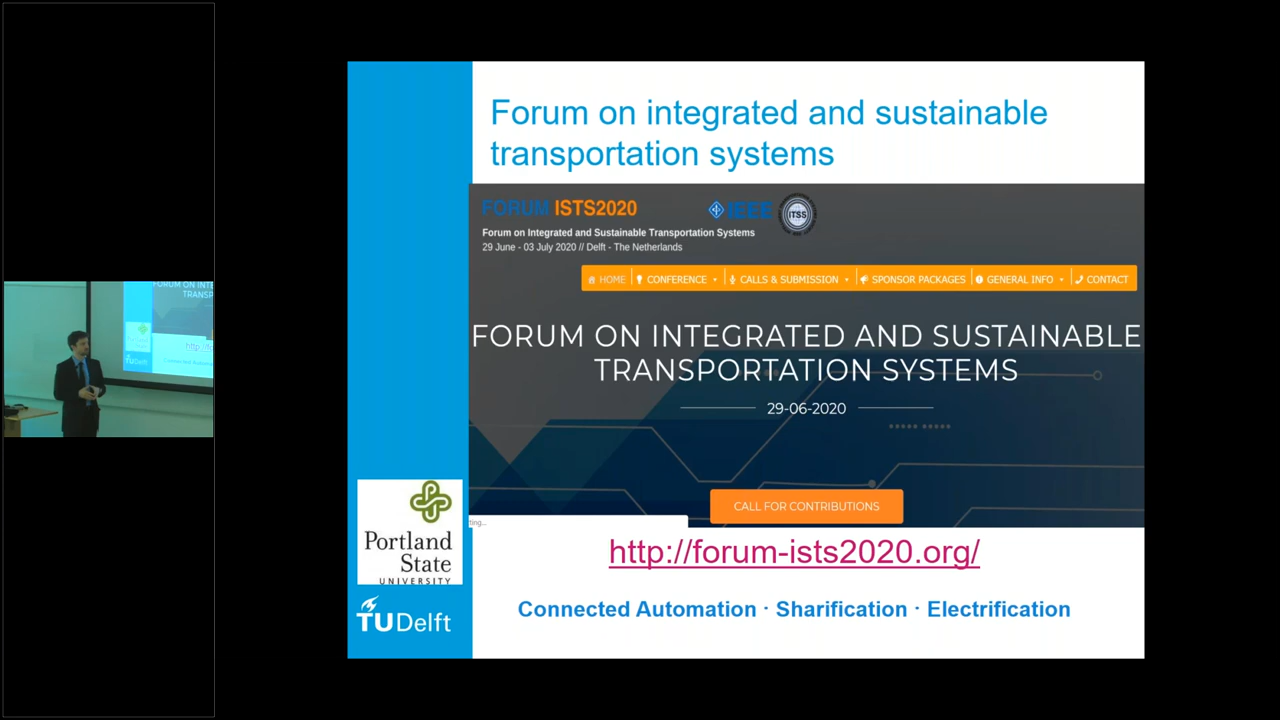 Forum on integrated and sustainable
transportation systems
FORUM ISTS2020
IEEE
ITSS
Forum on Integrated and Sustainable Transportation Systems
29 June - 03 July 2020 // Delft - The Netherlands
HOME
CONFERENCE
CALLS & SUBMISSION
SPONSOR PACKAGES
GENERAL INFO
CONTACT
FORUM ON INTEGRATED AND SUSTAINABLE
TRANSPORTATION SYSTEMS
29-06-2020
CALL FOR CONTRIBUTIONS
ting...
http://forum-ists2020.org/
Connected Automation · Sharification · Electrification
Portland
State
UNIVERSITY
TUDelft